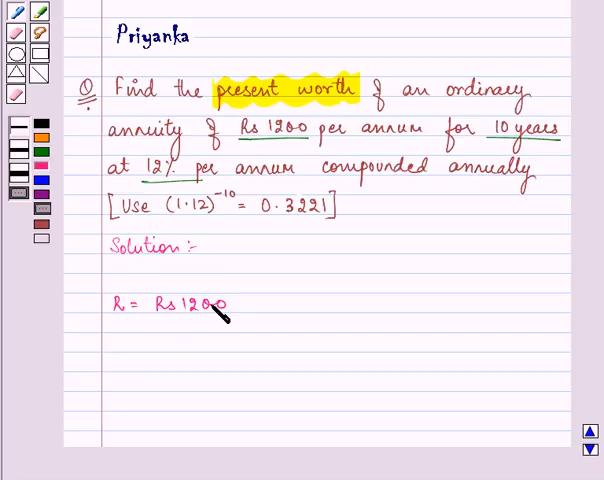 Priyanka
Q. Find the present worth of an ordinary
annuity of Rs 1200 per annum for 10 years
at 12% per annum compounded annually
[Use (1.12)⁻¹⁰ = 0.3221]
Solution :-
R = Rs 1200